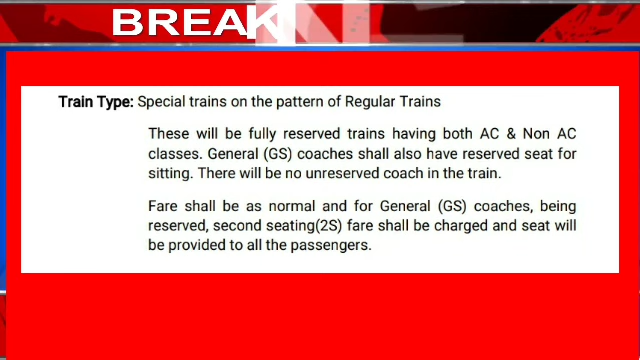 BREAK
Train Type: Special trains on the pattern of Regular Trains
These will be fully reserved trains having both AC & Non AC
classes. General (GS) coaches shall also have reserved seat for
sitting. There will be no unreserved coach in the train.
Fare shall be as normal and for General (GS) coaches, being
reserved, second seating(2S) fare shall be charged and seat will
be provided to all the passengers.